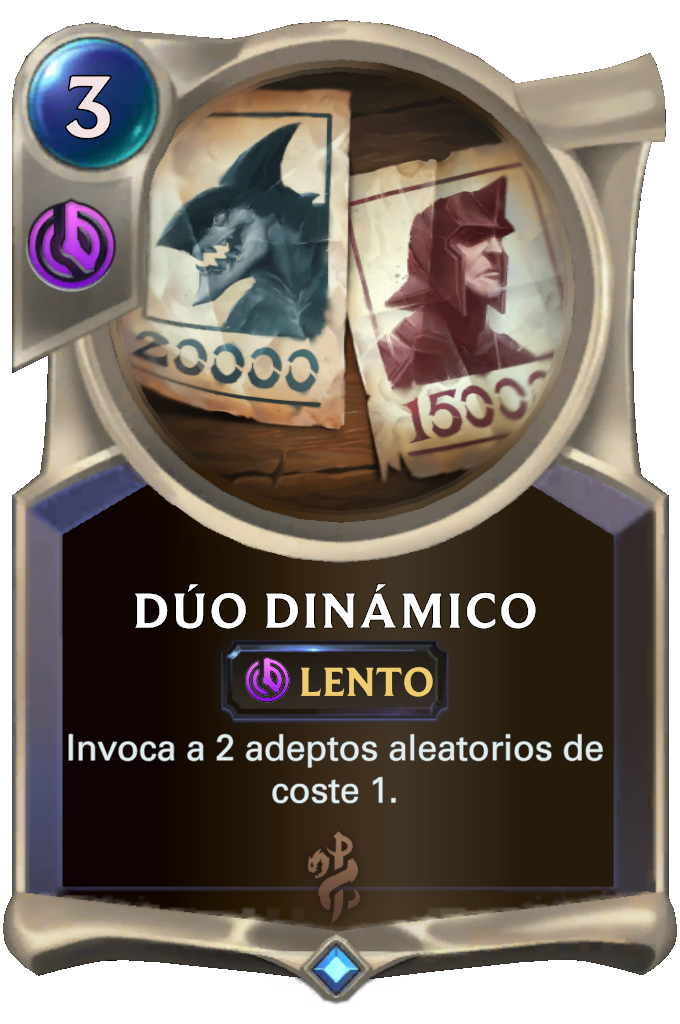 3
20000
1500
DÚO DINÁMICO
LENTO
Invoca a 2 adeptos aleatorios de
coste 1.